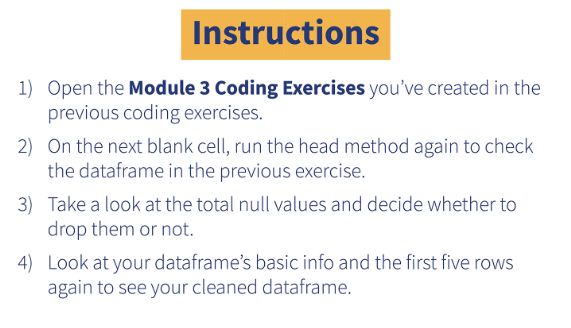 Instructions
1) Open the Module 3 Coding Exercises you've created in the
previous coding exercises.
2) On the next blank cell, run the head method again to check
the dataframe in the previous exercise.
3) Take a look at the total null values and decide whether to
drop them or not.
4) Look at your dataframe's basic info and the first five rows
again to see your cleaned dataframe.